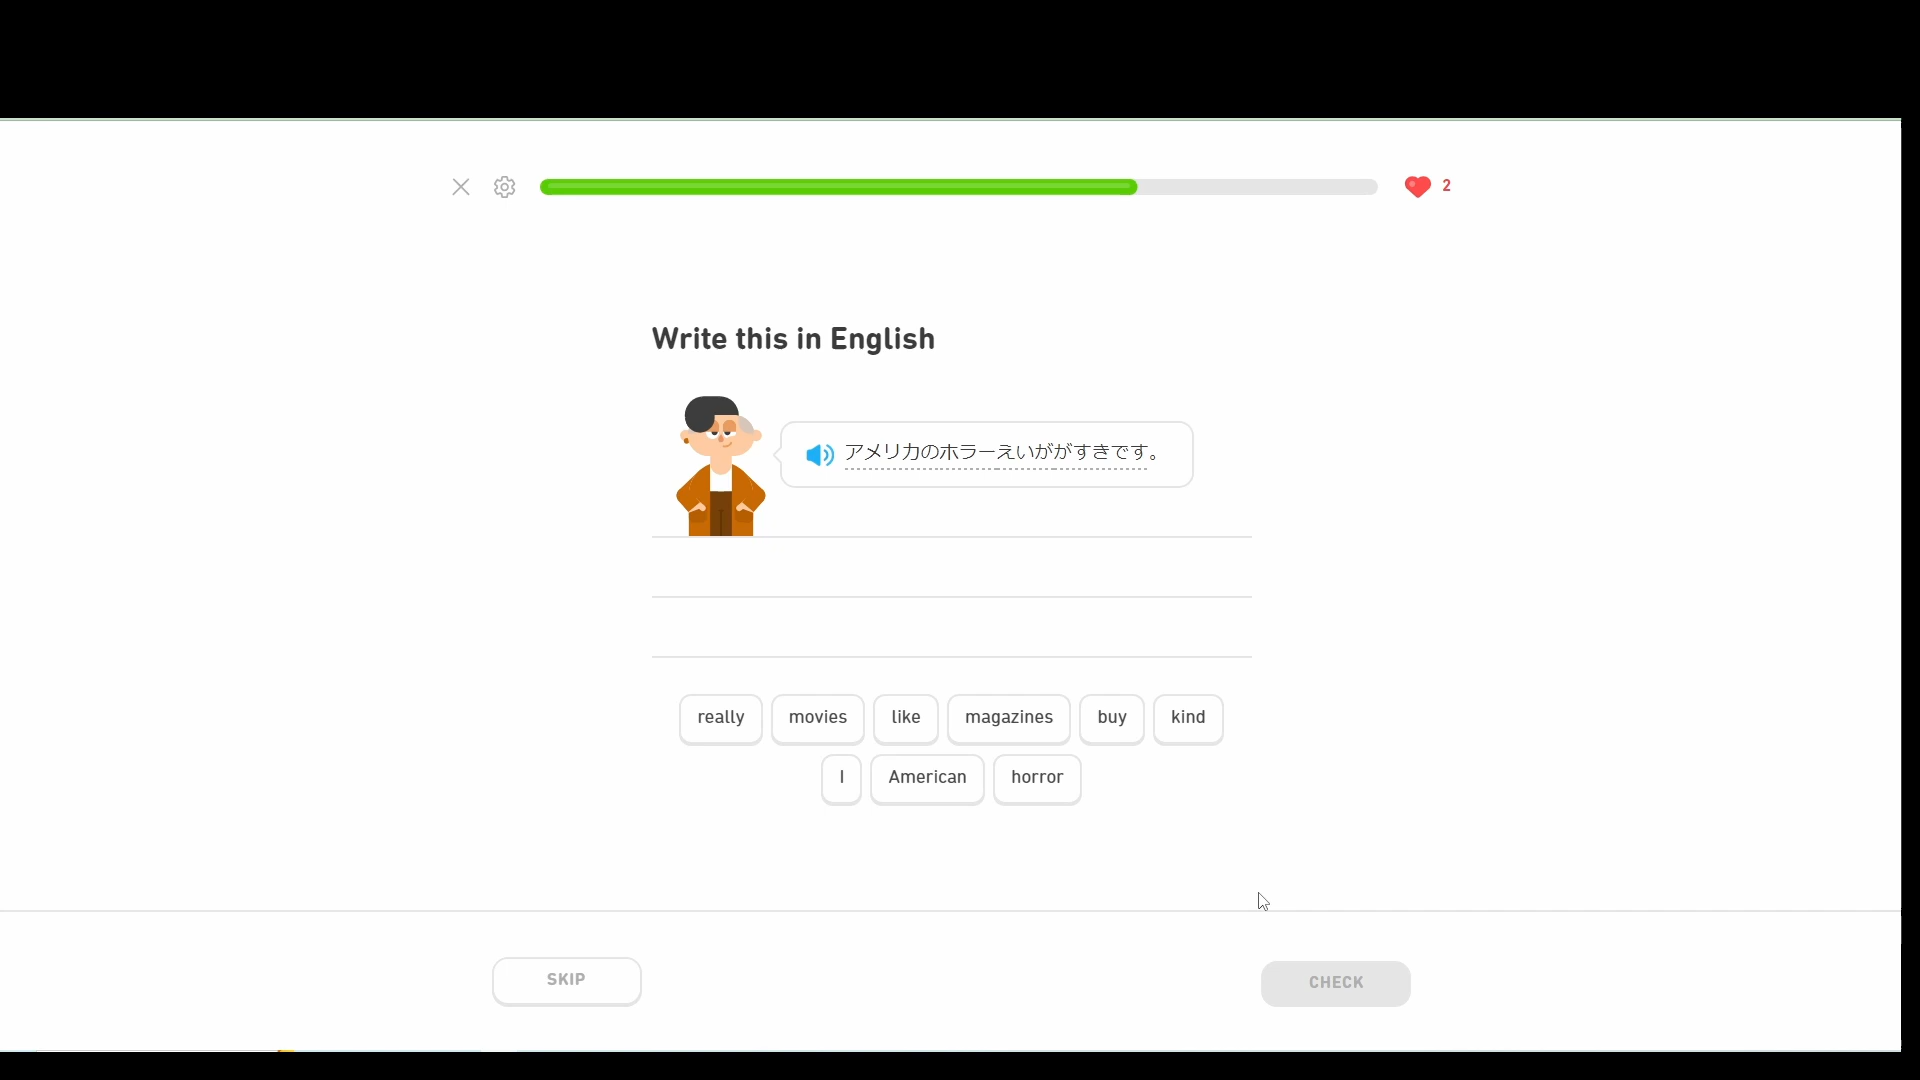 2
Write this in English
アメリカのホラーえいががすきです。
really movies like magazines buy kind
I American horror
SKIP CHECK